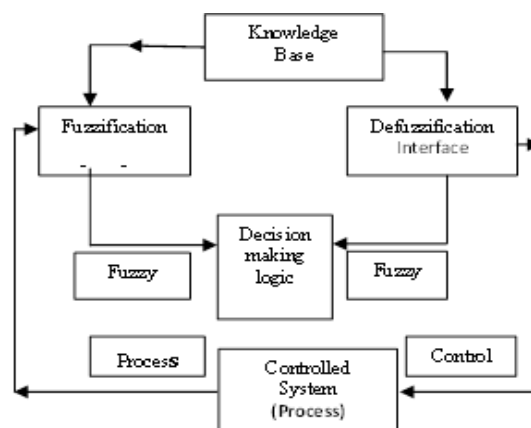 Knowledge
Base
Fuzzification
- -
Defuzzification
Interface
Decision
making
logic
Fuzzy
Fuzzy
Process
Control
Controlled
System
(Process)